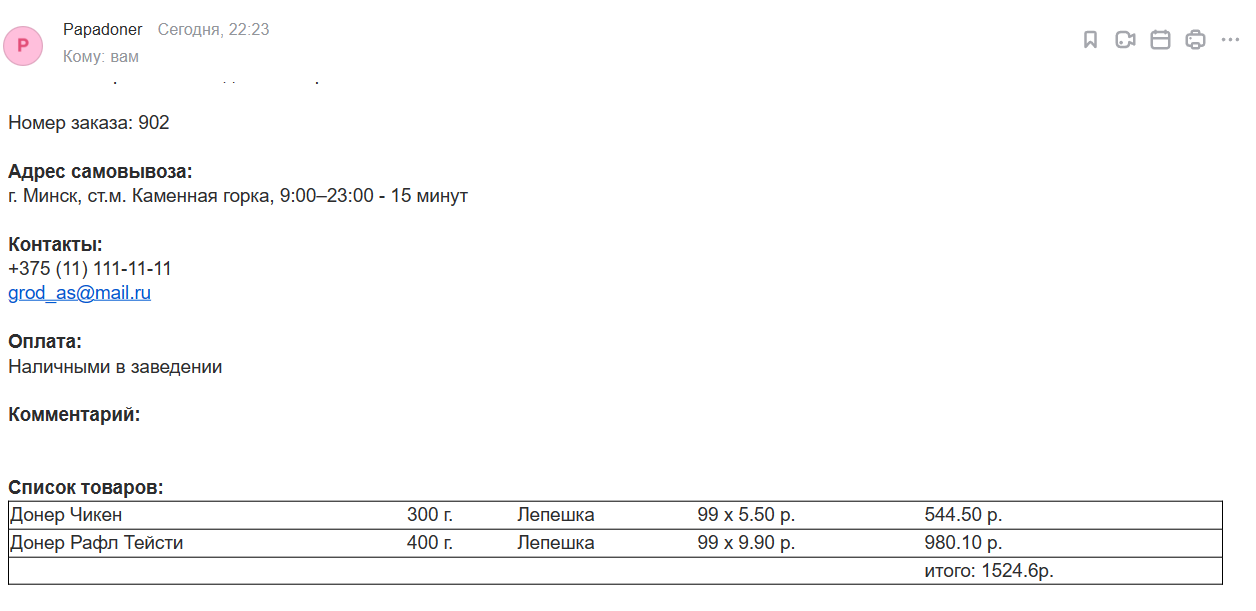 Papadoner Сегодня, 22:23
P
Кому: вам
Номер заказа: 902
Адрес самовывоза:
г. Минск, ст.м. Каменная горка, 9:00–23:00 - 15 минут
Контакты:
+375 (11) 111-11-11
grod_as@mail.ru
Оплата:
Наличными в заведении
Комментарий:
Список товаров:
Донер Чикен 300 г. Лепешка 99 x 5.50 р. 544.50 р.
Донер Рафл Тейсти 400 г. Лепешка 99 x 9.90 р. 980.10 р.
итого: 1524.6р.